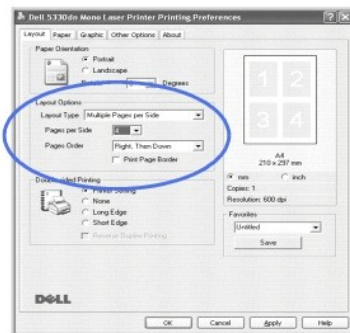 Dell 5330dn Mono Laser Printer Printing Preferences
Layout Paper Graphic Other Options About
Paper Orientation
Portrait
Landscape
Degrees
Layout Options
Layout Type Multiple Pages per Side
Pages per Side 4
Pages Order Right, Then Down
Print Page Border
Double-sided Printing
Printer Setting
None
Long Edge
Short Edge
Reverse Duplex Printing
1 2
3 4
A4
210 x 297 mm
mm inch
Copies: 1
Resolution: 600 dpi
Favorites
Untitled
Save
DELL
OK Cancel Apply Help